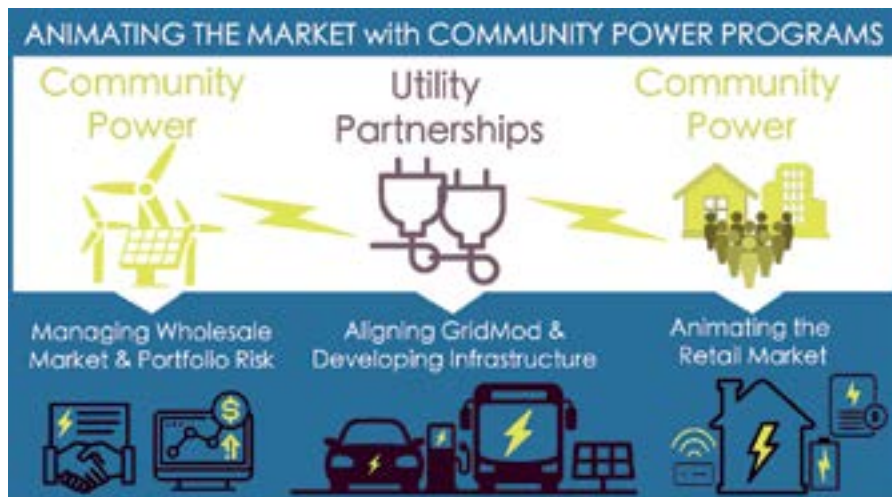 ANIMATING THE MARKET with COMMUNITY POWER PROGRAMS
Community
Power
Utility
Partnerships
Community
Power
Managing Wholesale
Market & Portfolio Risk
Aligning GridMod &
Developing Infrastructure
Animating the
Retail Market
$
$